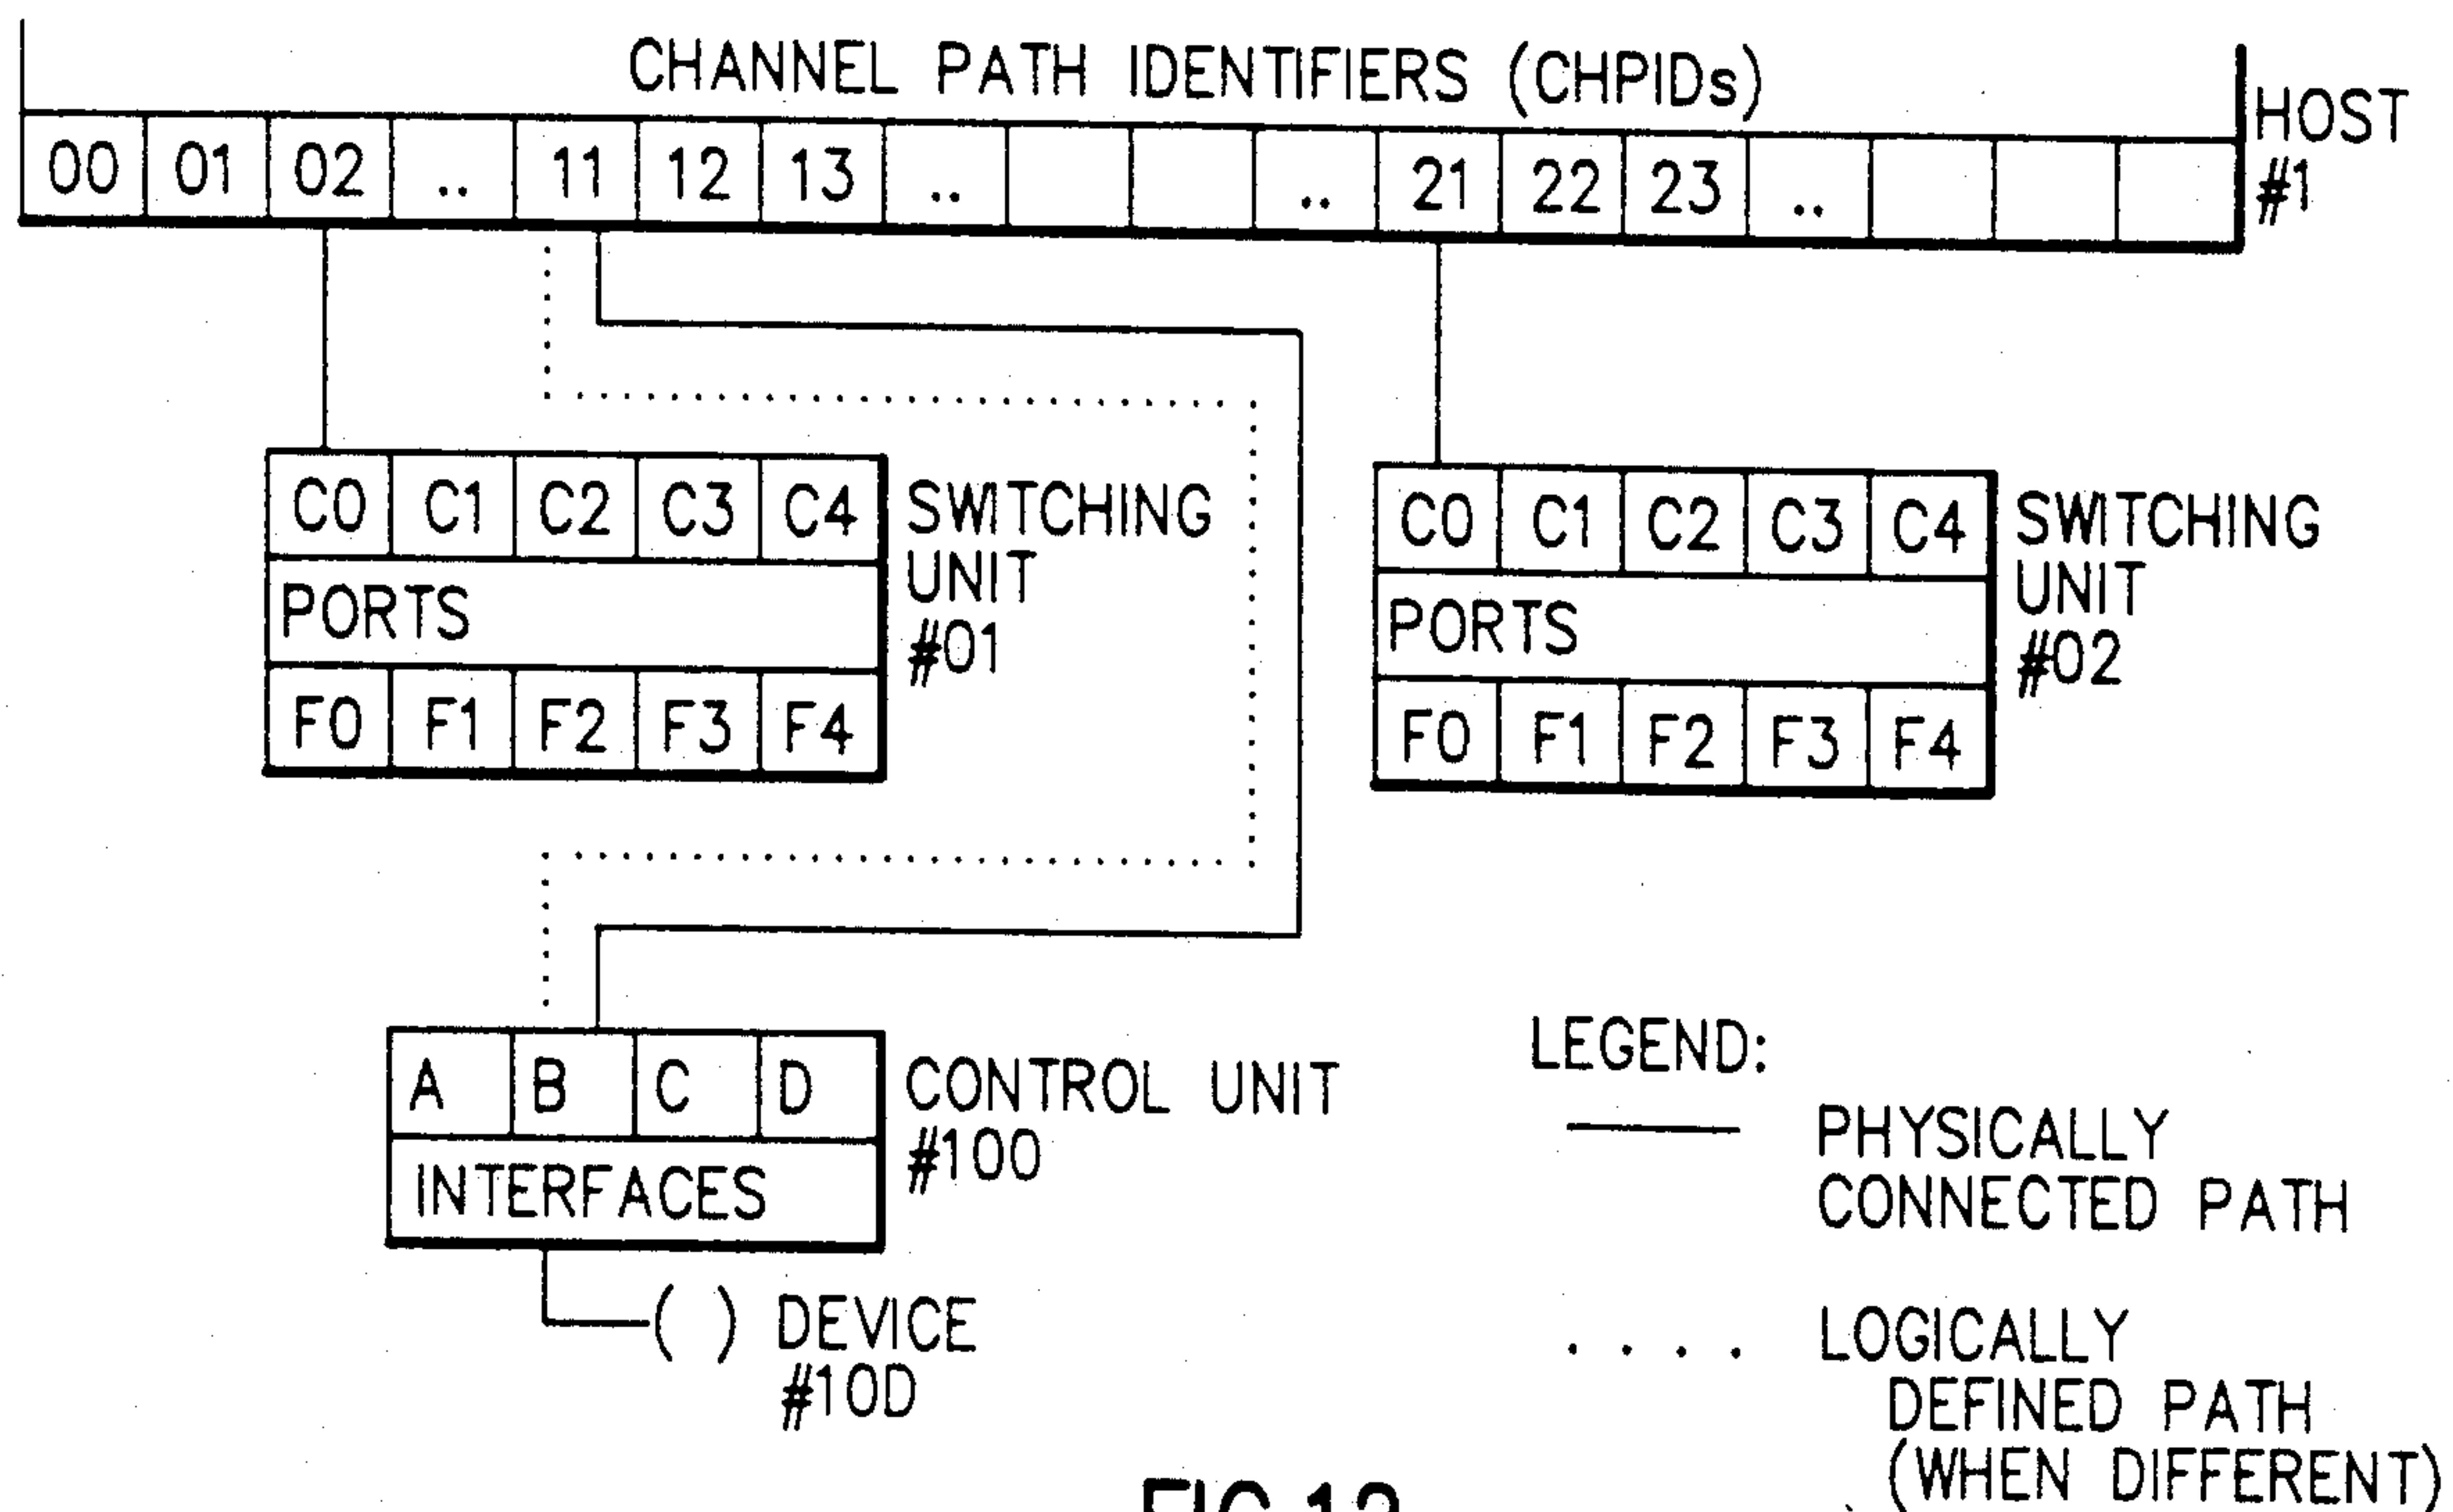 CHANNEL PATH IDENTIFIERS (CHPIDs)
HOST
#1
00 01 02 .. 11 12 13 .. .. 21 22 23 ..
C0 C1 C2 C3 C4
PORTS
F0 F1 F2 F3 F4
SWITCHING
UNIT
#01
C0 C1 C2 C3 C4
PORTS
F0 F1 F2 F3 F4
SWITCHING
UNIT
#02
A B C D
INTERFACES
CONTROL UNIT
#100
( ) DEVICE
#10D
LEGEND:
PHYSICALLY
CONNECTED PATH
. . . . LOGICALLY
DEFINED PATH
(WHEN DIFFERENT)